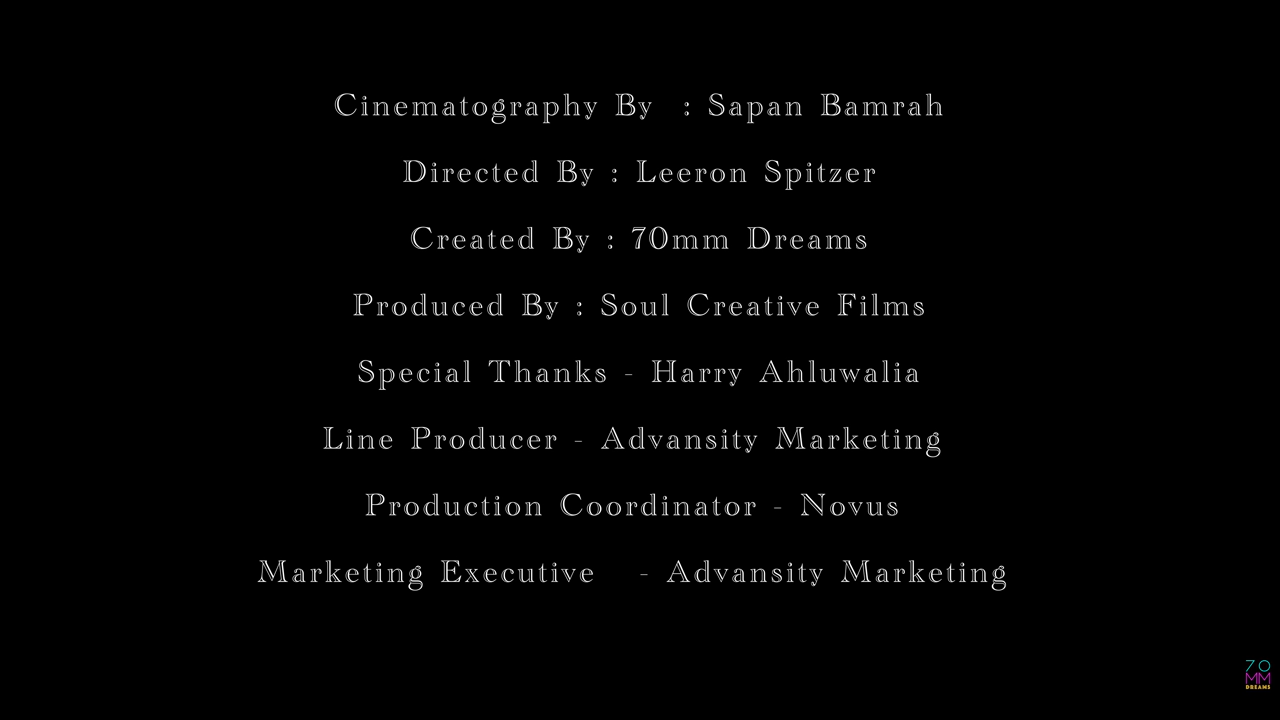 Cinematography By : Sapan Bamrah
Directed By : Leeron Spitzer
Created By : 70mm Dreams
Produced By : Soul Creative Films
Special Thanks - Harry Ahluwalia
Line Producer - Advansity Marketing
Production Coordinator - Novus
Marketing Executive - Advansity Marketing
70
MM
DREAMS